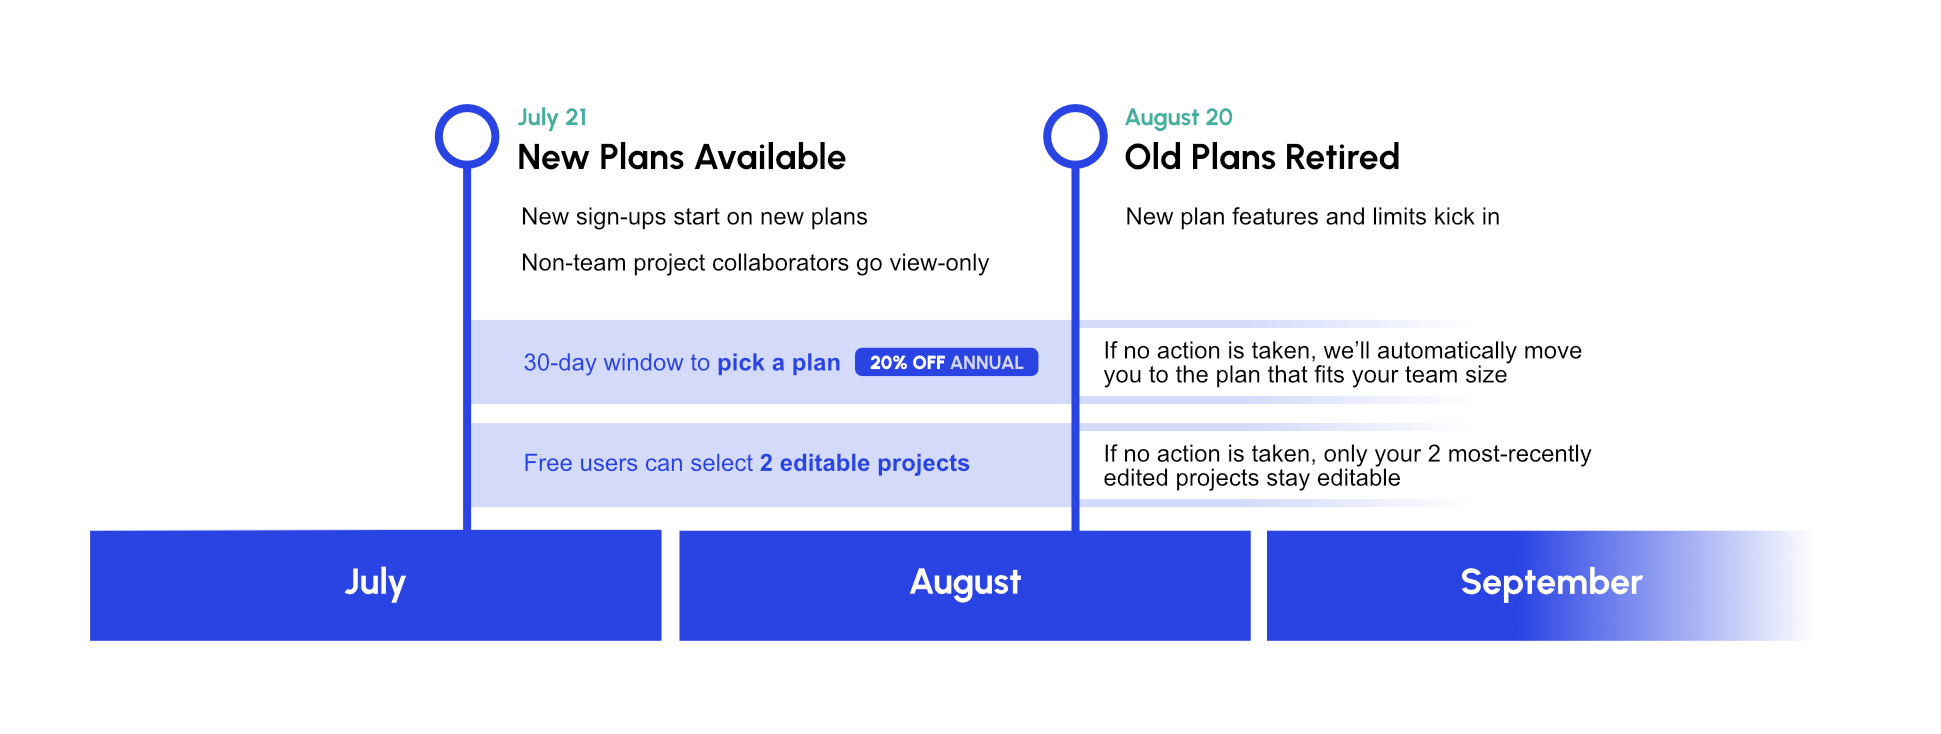 July 21
New Plans Available
New sign-ups start on new plans
Non-team project collaborators go view-only
30-day window to pick a plan
20% OFF ANNUAL
Free users can select 2 editable projects
August 20
Old Plans Retired
New plan features and limits kick in
If no action is taken, we’ll automatically move
you to the plan that fits your team size
If no action is taken, only your 2 most-recently
edited projects stay editable
July
August
September